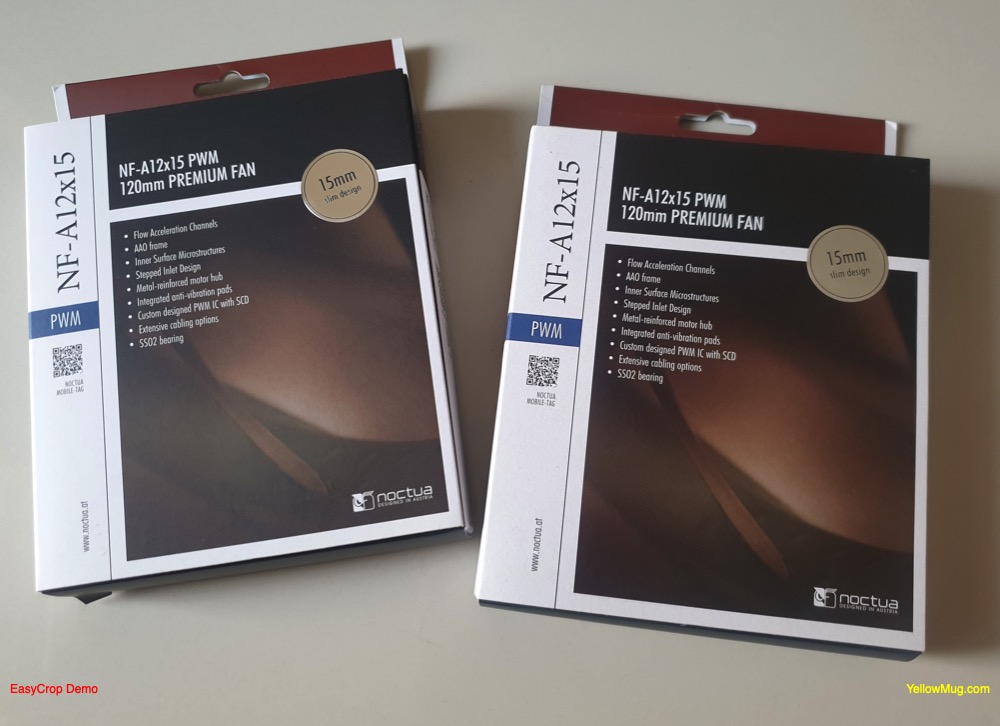 NF-A12x15
PWM
NOCTUA
MOBILE-TAG
www.noctua.at
NF-A12x15 PWM
120mm PREMIUM FAN
15mm
slim design
• Flow Acceleration Channels
• AAO frame
• Inner Surface Microstructures
• Stepped Inlet Design
• Metal-reinforced motor hub
• Integrated anti-vibration pads
• Custom designed PWM IC with SCD
• Extensive cabling options
• SSO2 bearing
noctua
DESIGNED IN AUSTRIA
NF-A12x15
PWM
NOCTUA
MOBILE-TAG
www.noctua.at
NF-A12x15 PWM
120mm PREMIUM FAN
15mm
slim design
• Flow Acceleration Channels
• AAO frame
• Inner Surface Microstructures
• Stepped Inlet Design
• Metal-reinforced motor hub
• Integrated anti-vibration pads
• Custom designed PWM IC with SCD
• Extensive cabling options
• SSO2 bearing
noctua
DESIGNED IN AUSTRIA
EasyCrop Demo
YellowMug.com